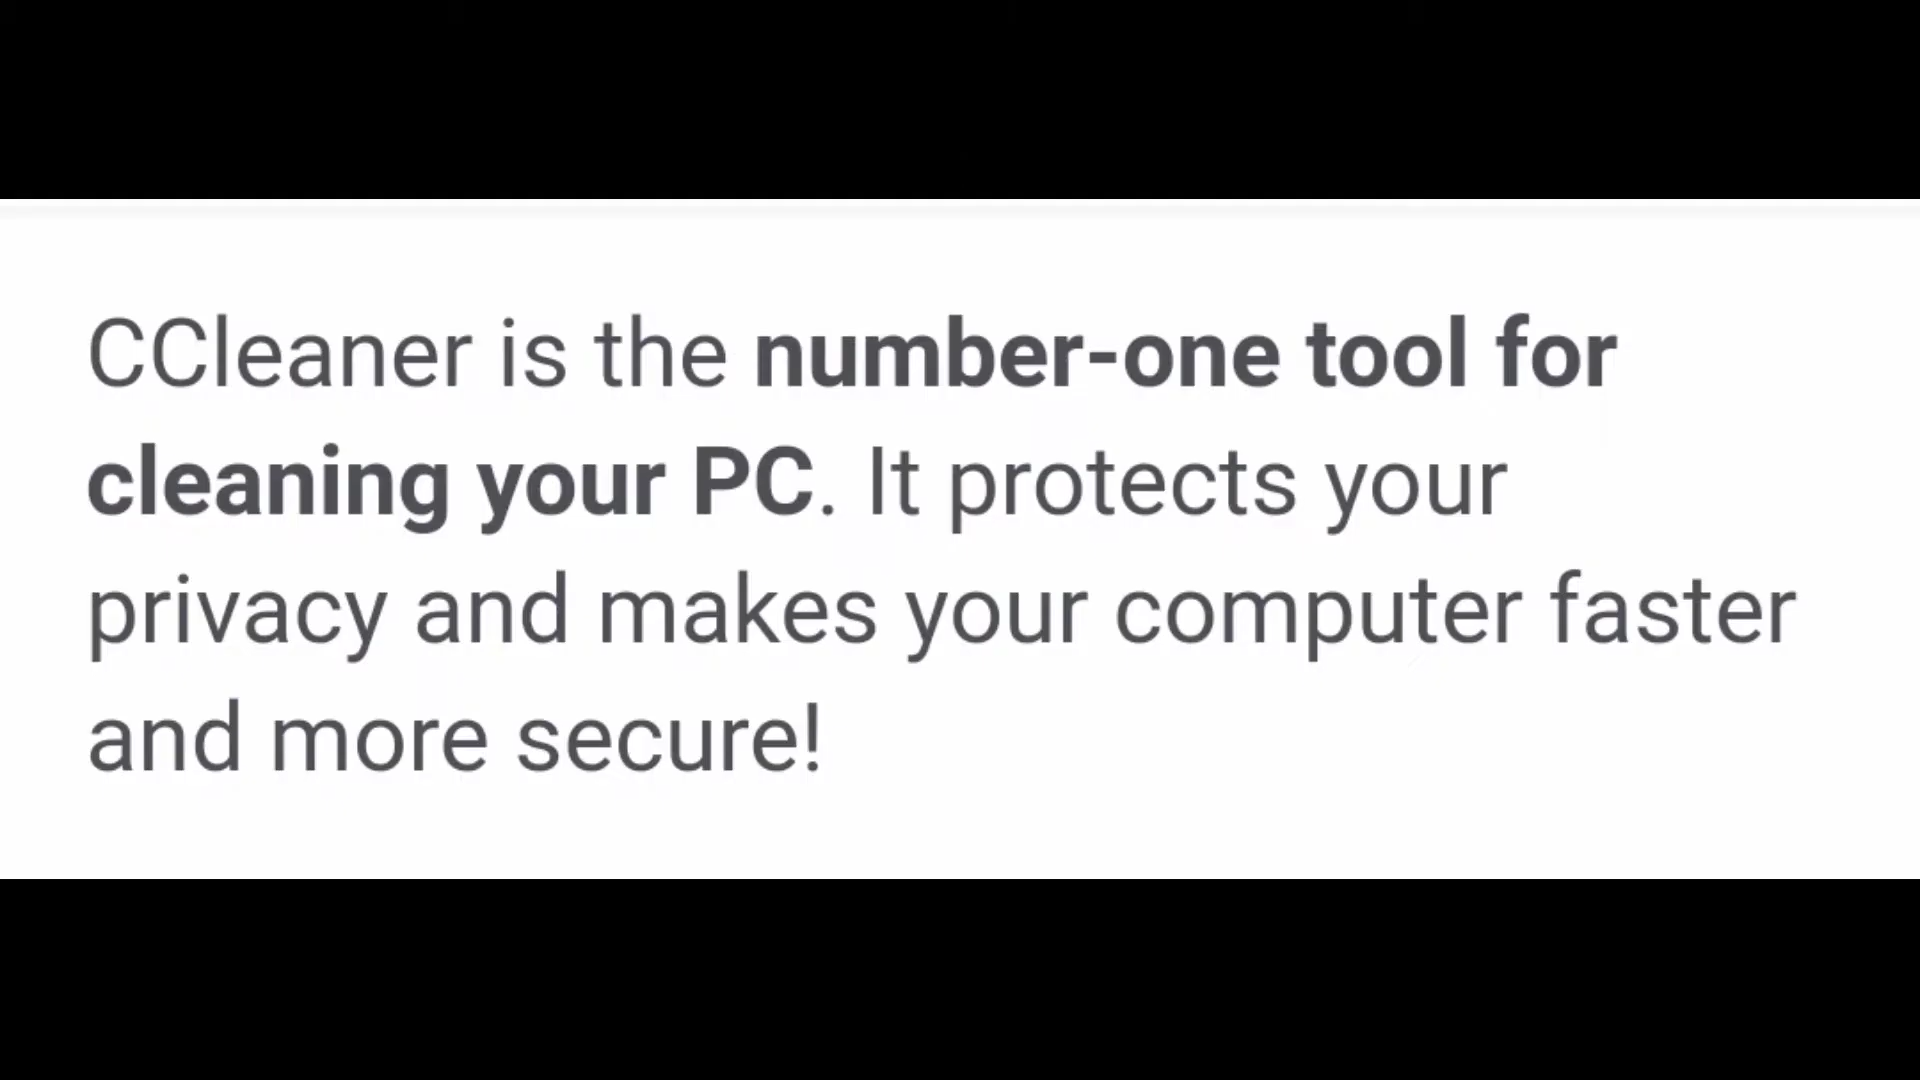 CCleaner is the number-one tool for
cleaning your PC. It protects your
privacy and makes your computer faster
and more secure!